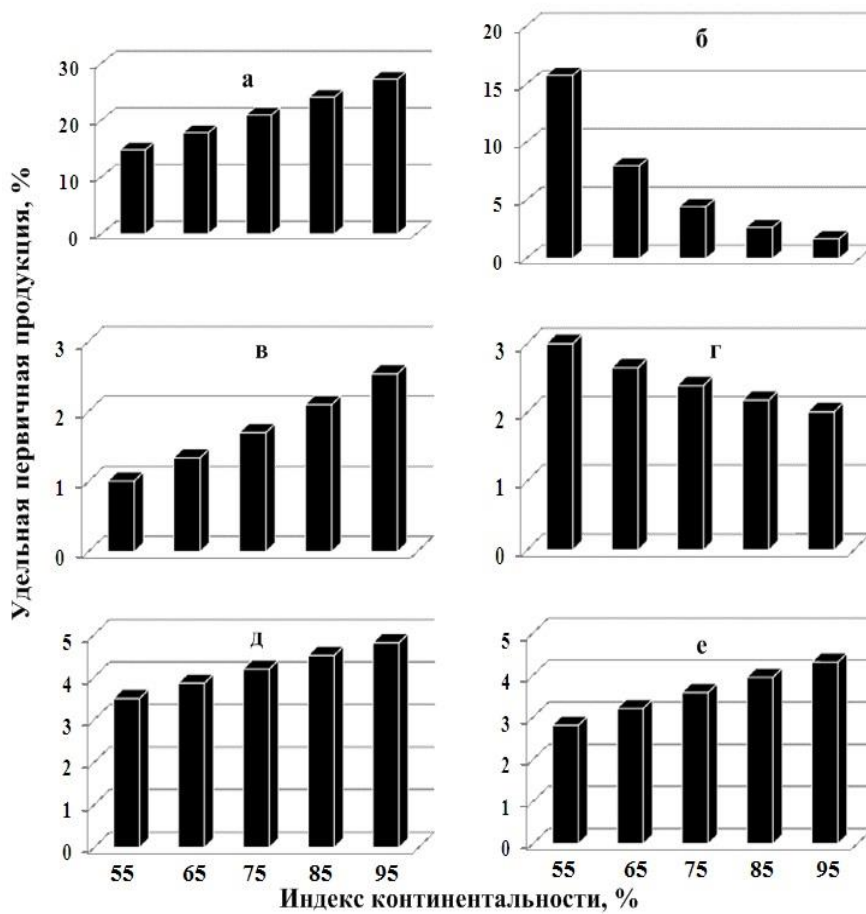 Удельная первичная продукция, %
а
30
20
10
0
б
20
15
10
5
0
в
3
2
1
0
г
3
2
1
0
д
5
4
3
2
1
0
55 65 75 85 95
е
5
4
3
2
1
0
55 65 75 85 95
Индекс континентальности, %